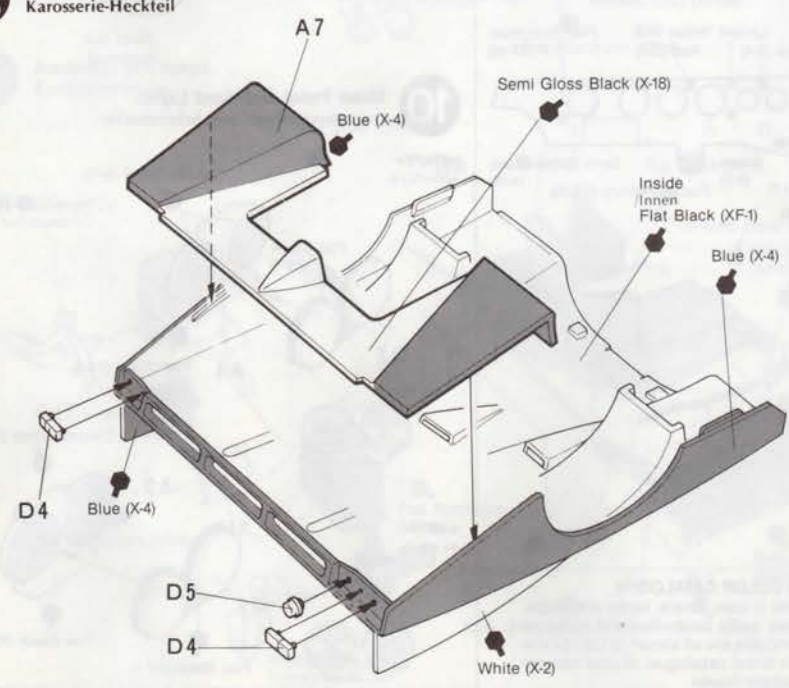 Karosserie-Heckteil
A7
Semi Gloss Black (X-18)
Blue (X-4)
Inside
Innen
Flat Black (XF-1)
Blue (X-4)
D4
Blue (X-4)
D5
D4
White (X-2)